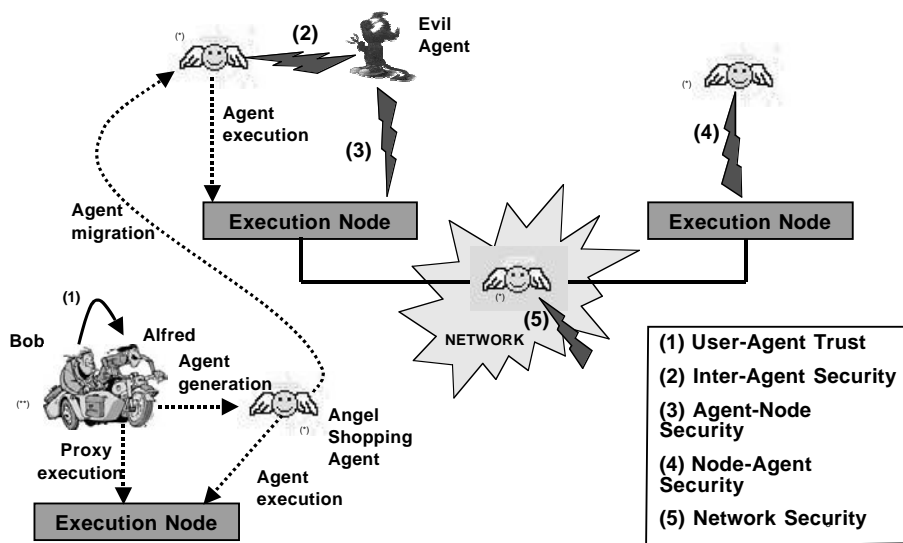 (*)
(2)
Evil
Agent
(*)
Agent
execution
(3)
(4)
Execution Node
Execution Node
Agent
migration
(*)
(5)
NETWORK
(1)
Bob
Alfred
Agent
generation
(**)
(*)
Angel
Shopping
Agent
Proxy
execution
Agent
execution
Execution Node
(1) User-Agent Trust
(2) Inter-Agent Security
(3) Agent-Node
Security
(4) Node-Agent
Security
(5) Network Security